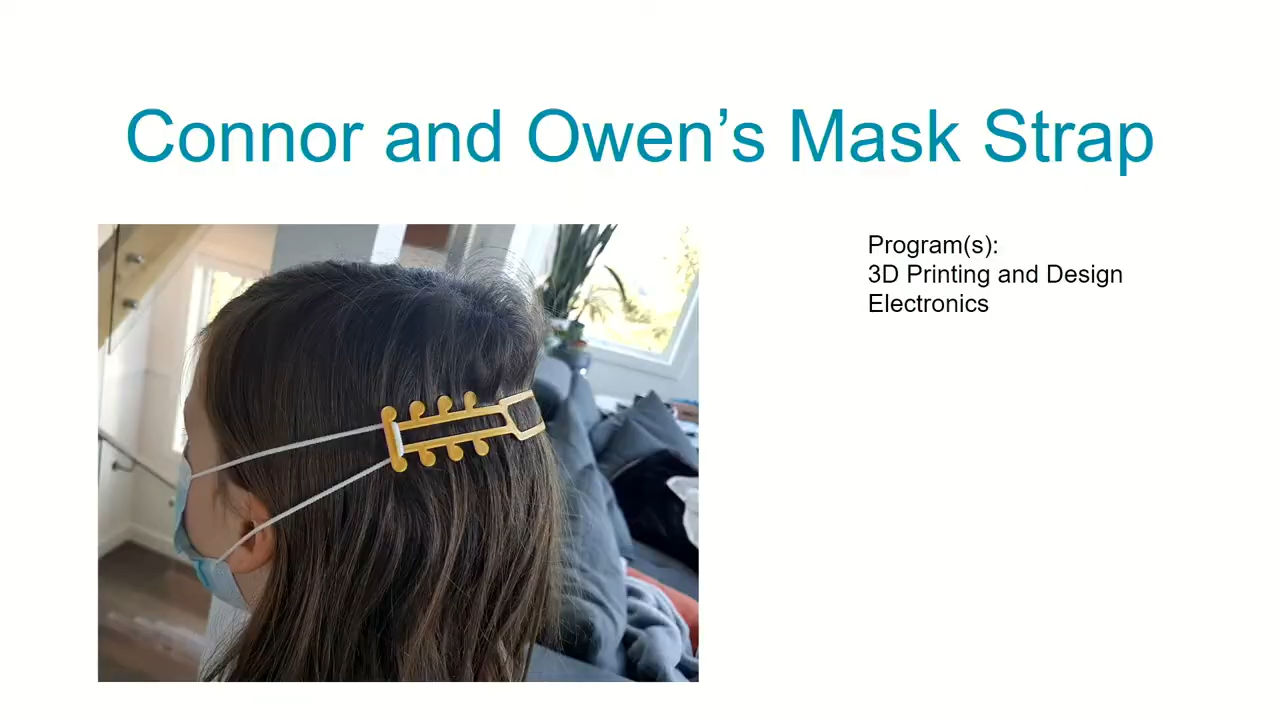 Connor and Owen’s Mask Strap
Program(s):
3D Printing and Design
Electronics